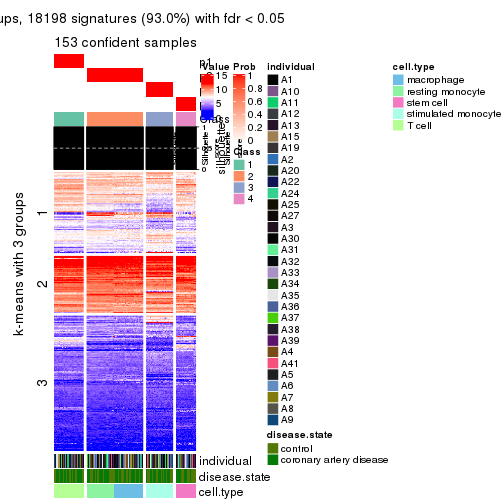 ups, 18198 signatures (93.0%) with fdr < 0.05
153 confident samples
Value
15
10
5
0
Prob
1
0.8
0.6
0.4
0.2
0
Class
1
2
3
4
k-means with 3 groups
1
2
3
individual
disease.state
cell.type
individual
A1
A10
A11
A12
A13
A15
A19
A2
A20
A22
A24
A25
A27
A3
A30
A31
A32
A33
A34
A35
A36
A37
A38
A39
A4
A41
A5
A6
A7
A8
A9
disease.state
control
coronary artery disease
cell.type
macrophage
resting monocyte
stem cell
stimulated monocyte
T cell